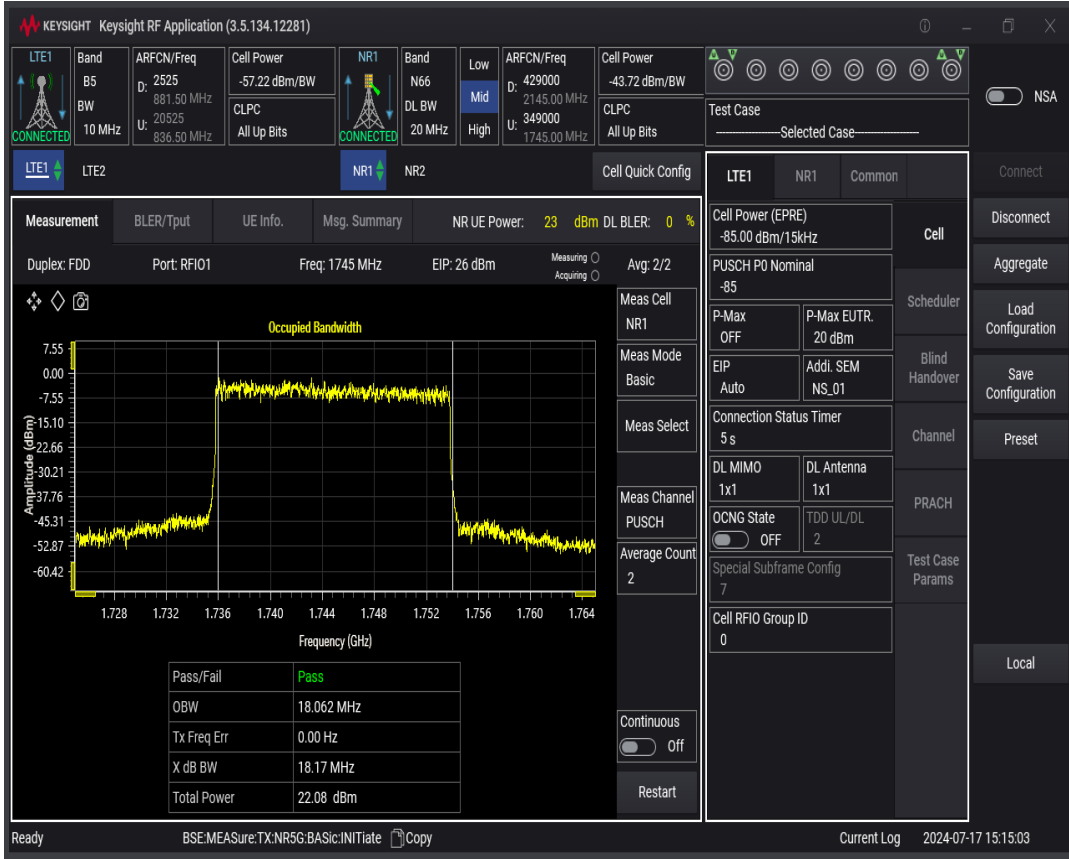 KEYSIGHT Keysight RF Application (3.5.134.12281)
LTE1
CONNECTED
Band
B5
BW
10 MHz
ARFCN/Freq
D: 2525
881.50 MHz
U: 20525
836.50 MHz
Cell Power
-57.22 dBm/BW
CLPC
All Up Bits
NR1
CONNECTED
Band
N66
DL BW
20 MHz
Low
Mid
High
ARFCN/Freq
D: 429000
2145.00 MHz
U: 349000
1745.00 MHz
Cell Power
-43.72 dBm/BW
CLPC
All Up Bits
Test Case
----------------Selected Case----------------
NSA
LTE1 LTE2 NR1 NR2 Cell Quick Config
Measurement BLER/Tput UE Info. Msg. Summary NR UE Power: 23 dBm DL BLER: 0 %
Duplex: FDD Port: RFIO1 Freq: 1745 MHz EIP: 26 dBm Measuring Avg: 2/2
Acquiring
Occupied Bandwidth
Amplitude (dBm)
7.55
0.00
-7.55
-15.10
-22.66
-30.21
-37.76
-45.31
-52.87
-60.42
1.728 1.732 1.736 1.740 1.744 1.748 1.752 1.756 1.760 1.764
Frequency (GHz)
Pass/Fail Pass
OBW 18.062 MHz
Tx Freq Err 0.00 Hz
X dB BW 18.17 MHz
Total Power 22.08 dBm
Meas Cell
NR1
Meas Mode
Basic
Meas Select
Meas Channel
PUSCH
Average Count
2
Continuous
Off
Restart
LTE1 NR1 Common
Cell Power (EPRE)
-85.00 dBm/15kHz
PUSCH P0 Nominal
-85
P-Max
OFF
P-Max EUTR.
20 dBm
EIP
Auto
Addi. SEM
NS_01
Connection Status Timer
5 s
DL MIMO
1x1
DL Antenna
1x1
OCNG State
OFF
TDD UL/DL
2
Special Subframe Config
7
Cell RFIO Group ID
0
Cell
Scheduler
Blind
Handover
Channel
PRACH
Test Case
Params
Connect
Disconnect
Aggregate
Load
Configuration
Save
Configuration
Preset
Local
Ready BSE:MEASure:TX:NR5G:BASic:INITiate Copy Current Log 2024-07-17 15:15:03